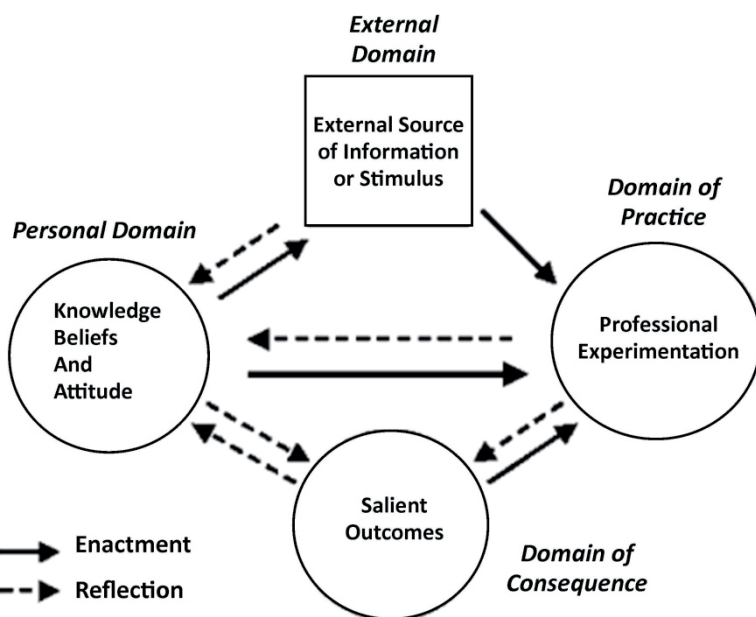 External
Domain
External Source
of Information
or Stimulus
Domain of
Practice
Personal Domain
Knowledge
Beliefs
And
Attitude
Professional
Experimentation
Salient
Outcomes
Enactment
Reflection
Domain of
Consequence